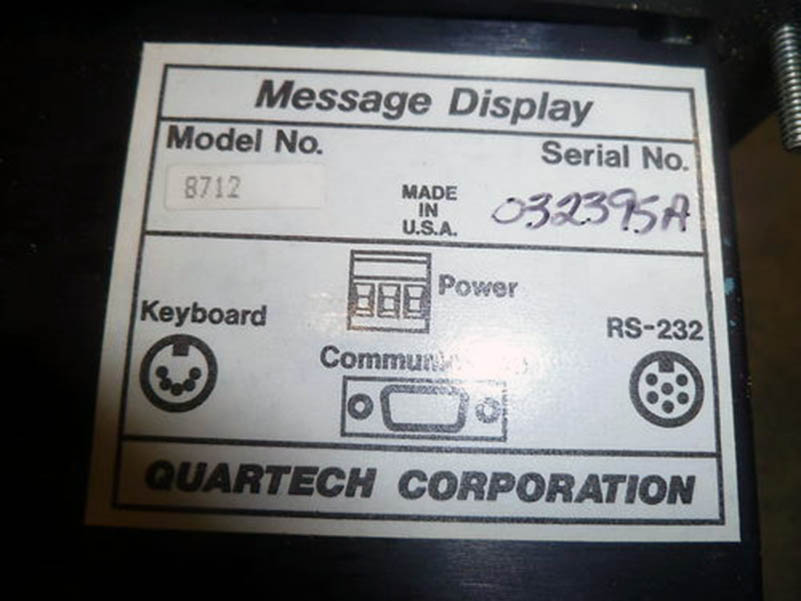 Message Display
Model No.
Serial No.
8712
MADE
IN
U.S.A.
032395A
Power
Keyboard
RS-232
QUARTECH CORPORATION